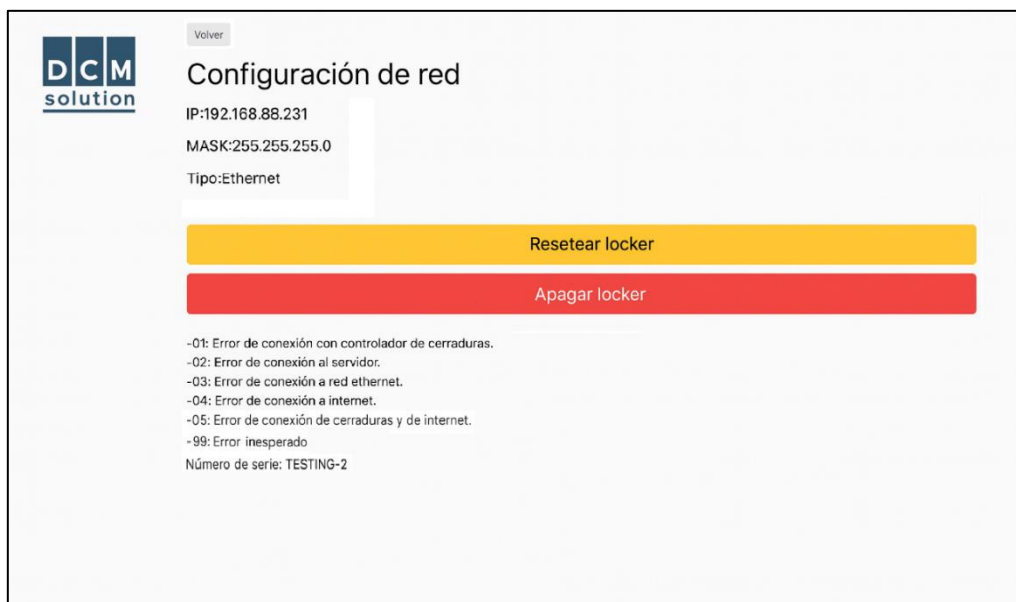 DCM
solution
Volver
Configuración de red
IP:192.168.88.231
MASK:255.255.255.0
Tipo:Ethernet
Resetear locker
Apagar locker
-01: Error de conexión con controlador de cerraduras.
-02: Error de conexión al servidor.
-03: Error de conexión a red ethernet.
-04: Error de conexión a internet.
-05: Error de conexión de cerraduras y de internet.
-99: Error inesperado
Número de serie: TESTING-2